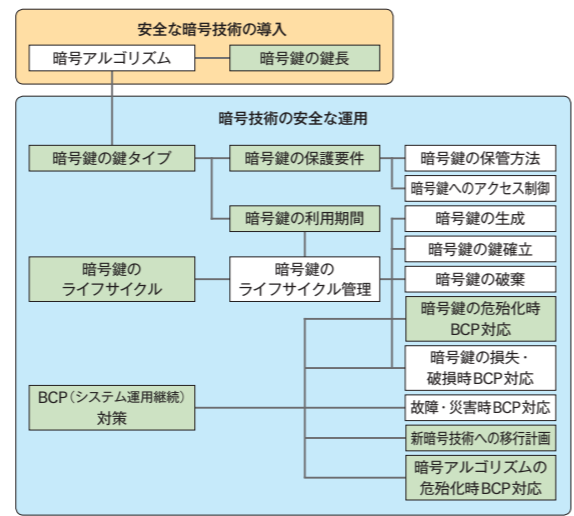 安全な暗号技術の導入
暗号アルゴリズム
暗号鍵の鍵長
暗号技術の安全な運用
暗号鍵の鍵タイプ
暗号鍵の保護要件
暗号鍵の保管方法
暗号鍵へのアクセス制御
暗号鍵の利用期間
暗号鍵の生成
暗号鍵の鍵確立
暗号鍵の
ライフサイクル
暗号鍵の
ライフサイクル管理
暗号鍵の破棄
暗号鍵の危殆化時
BCP対応
暗号鍵の損失・
破損時BCP対応
BCP(システム運用継続)
対策
故障・災害時BCP対応
新暗号技術への移行計画
暗号アルゴリズムの
危殆化時BCP対応